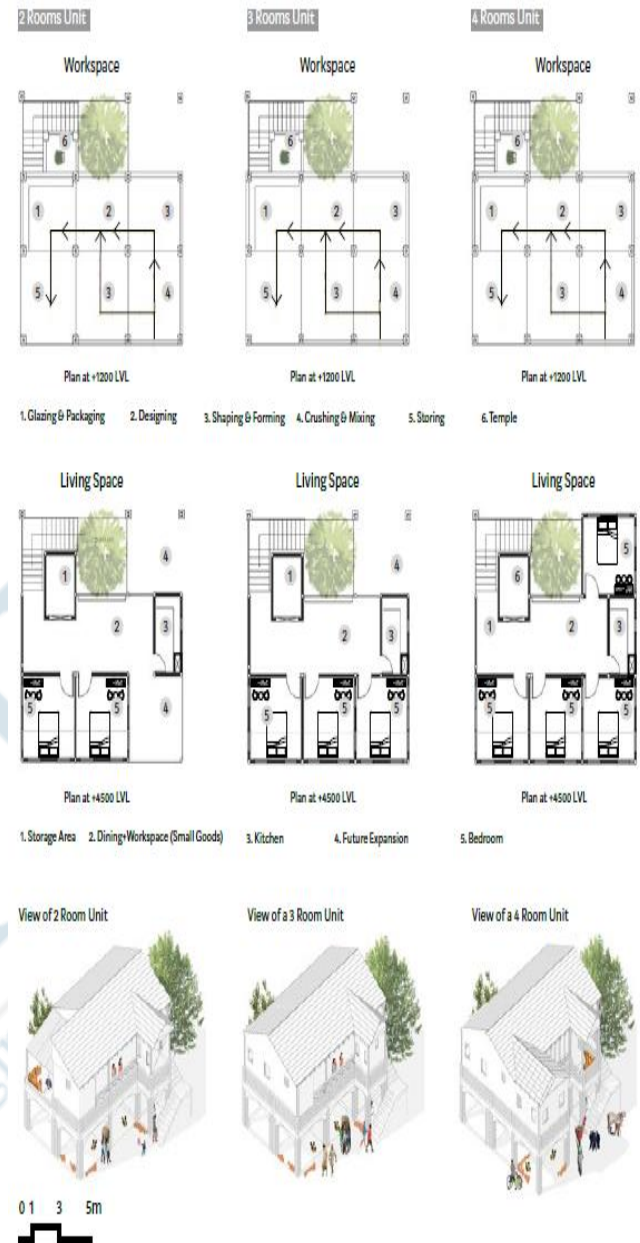 2 Rooms Unit
3 Rooms Unit
4 Rooms Unit
Workspace
Workspace
Workspace
6
1
2
3
5
3
4
6
1
2
3
5
3
4
6
1
2
3
5
3
4
Plan at +1200 LVL
Plan at +1200 LVL
Plan at +1200 LVL
1. Glazing & Packaging 2. Designing 3. Shaping & Forming 4. Crushing & Mixing 5. Storing 6. Temple
Living Space
Living Space
Living Space
4
1
2
3
5
5
4
4
1
2
3
5
5
5
5
6
1
2
3
5
5
5
Plan at +4500 LVL
Plan at +4500 LVL
Plan at +4500 LVL
1. Storage Area 2. Dining+Workspace (Small Goods) 3. Kitchen 4. Future Expansion 5. Bedroom
View of 2 Room Unit
View of a 3 Room Unit
View of a 4 Room Unit
0 1 3 5m